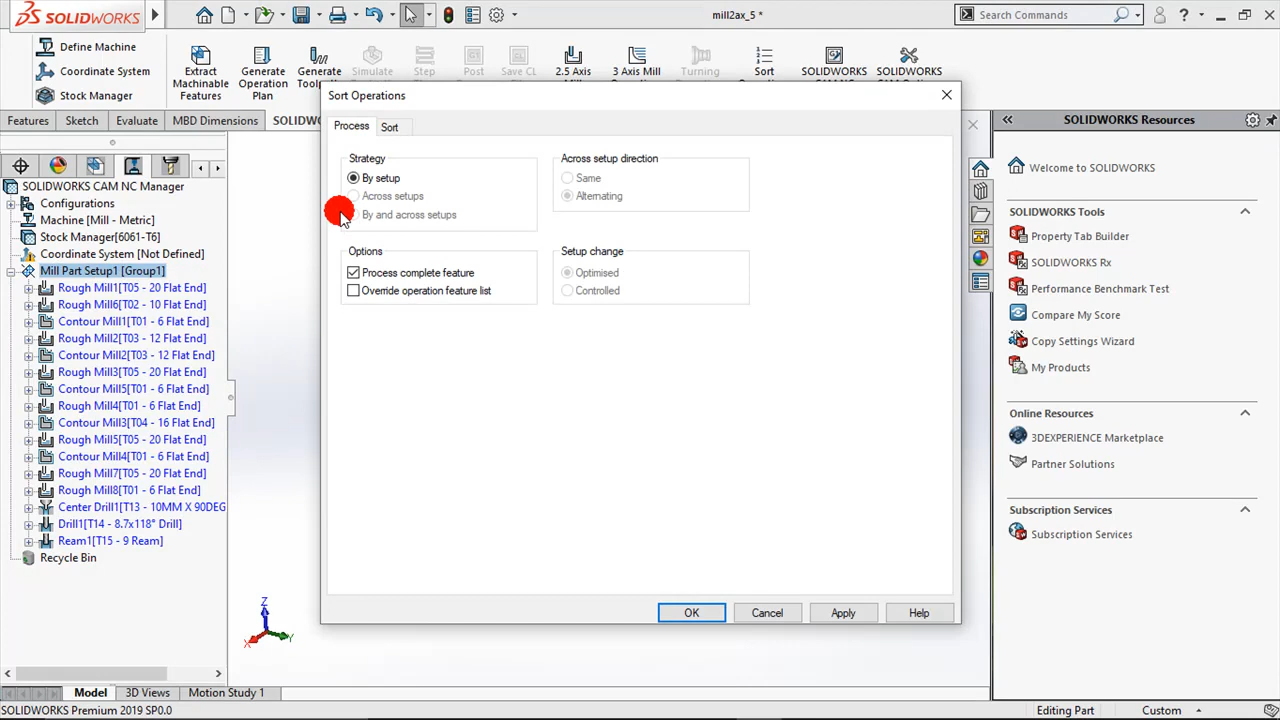 SOLIDWORKS
mill2ax_5 *
Search Commands
?
Define Machine
Coordinate System
Stock Manager
Extract
Machinable
Features
Generate
Operation
Plan
Generate
Simulate
Step
Post
Save CL
2.5 Axis
3 Axis Mill
Turning
Sort
SOLIDWORKS
SOLIDWORKS
Features
Sketch
Evaluate
MBD Dimensions
Sort Operations
Process
Sort
Strategy
By setup
Across setups
By and across setups
Across setup direction
Same
Alternating
Options
Process complete feature
Override operation feature list
Setup change
Optimised
Controlled
OK
Cancel
Apply
Help
SOLIDWORKS CAM NC Manager
Configurations
Machine [Mill - Metric]
Stock Manager[6061-T6]
Coordinate System [Not Defined]
Mill Part Setup1 [Group1]
Rough Mill1[T05 - 20 Flat End]
Rough Mill6[T02 - 10 Flat End]
Contour Mill1[T01 - 6 Flat End]
Rough Mill2[T03 - 12 Flat End]
Contour Mill2[T03 - 12 Flat End]
Rough Mill3[T05 - 20 Flat End]
Contour Mill5[T01 - 6 Flat End]
Rough Mill4[T01 - 6 Flat End]
Contour Mill3[T04 - 16 Flat End]
Rough Mill5[T05 - 20 Flat End]
Contour Mill4[T01 - 6 Flat End]
Rough Mill7[T05 - 20 Flat End]
Rough Mill8[T01 - 6 Flat End]
Center Drill1[T13 - 10MM X 90DEG
Drill1[T14 - 8.7x118° Drill]
Ream1[T15 - 9 Ream]
Recycle Bin
Z
X
Y
SOLIDWORKS Resources
Welcome to SOLIDWORKS
SOLIDWORKS Tools
Property Tab Builder
SOLIDWORKS Rx
Performance Benchmark Test
Compare My Score
Copy Settings Wizard
My Products
Online Resources
3DEXPERIENCE Marketplace
Partner Solutions
Subscription Services
Subscription Services
Model
3D Views
Motion Study 1
SOLIDWORKS Premium 2019 SP0.0
Editing Part
Custom